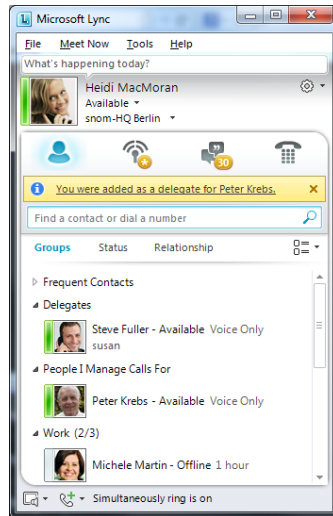 Microsoft Lync
File Meet Now Tools Help
What's happening today?
Heidi MacMoran
Available
snom-HQ Berlin
30
You were added as a delegate for Peter Krebs.
Find a contact or dial a number
Groups Status Relationship
Frequent Contacts
Delegates
Steve Fuller - Available Voice Only
susan
People I Manage Calls For
Peter Krebs - Available Voice Only
Work (2/3)
Michele Martin - Offline 1 hour
Simultaneously ring is on